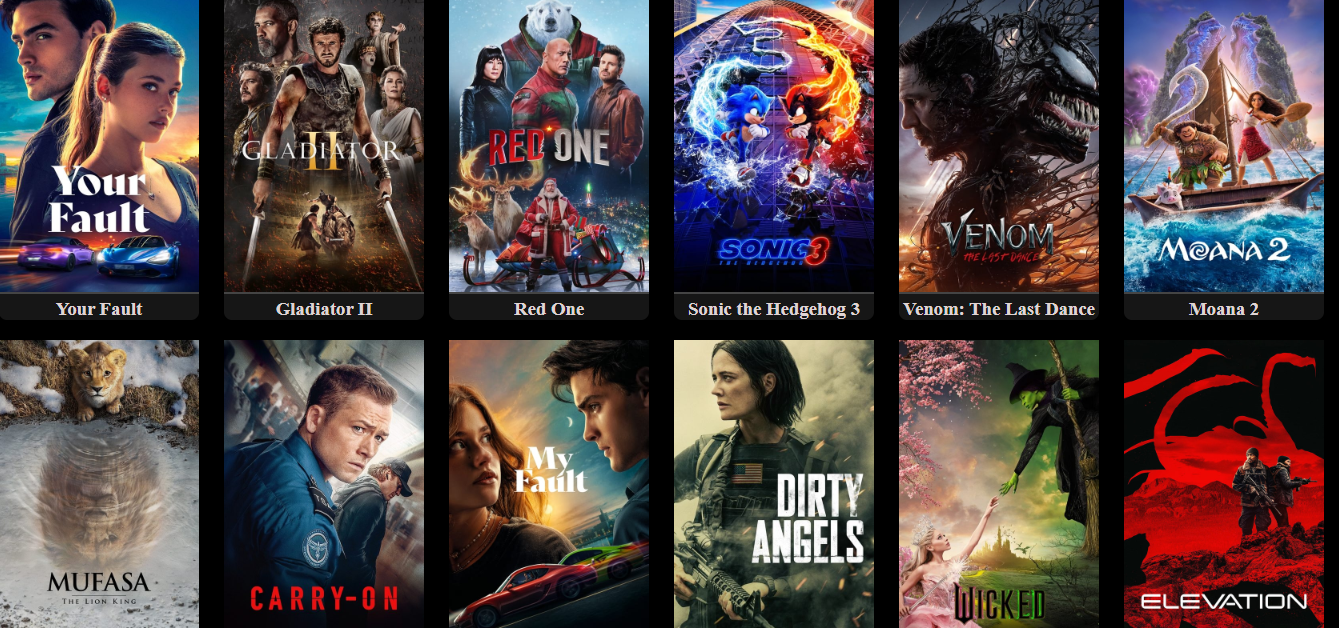 Your
Fault
GLADIATOR
II
RED ONE
3
SONIC 3
THE HEDGEHOG
VENOM
THE LAST DANCE
MOANA 2
Your Fault
Gladiator II
Red One
Sonic the Hedgehog 3
Venom: The Last Dance
Moana 2
MUFASA
THE LION KING
CARRY-ON
My
Fault
DIRTY
ANGELS
WICKED
ELEVATION